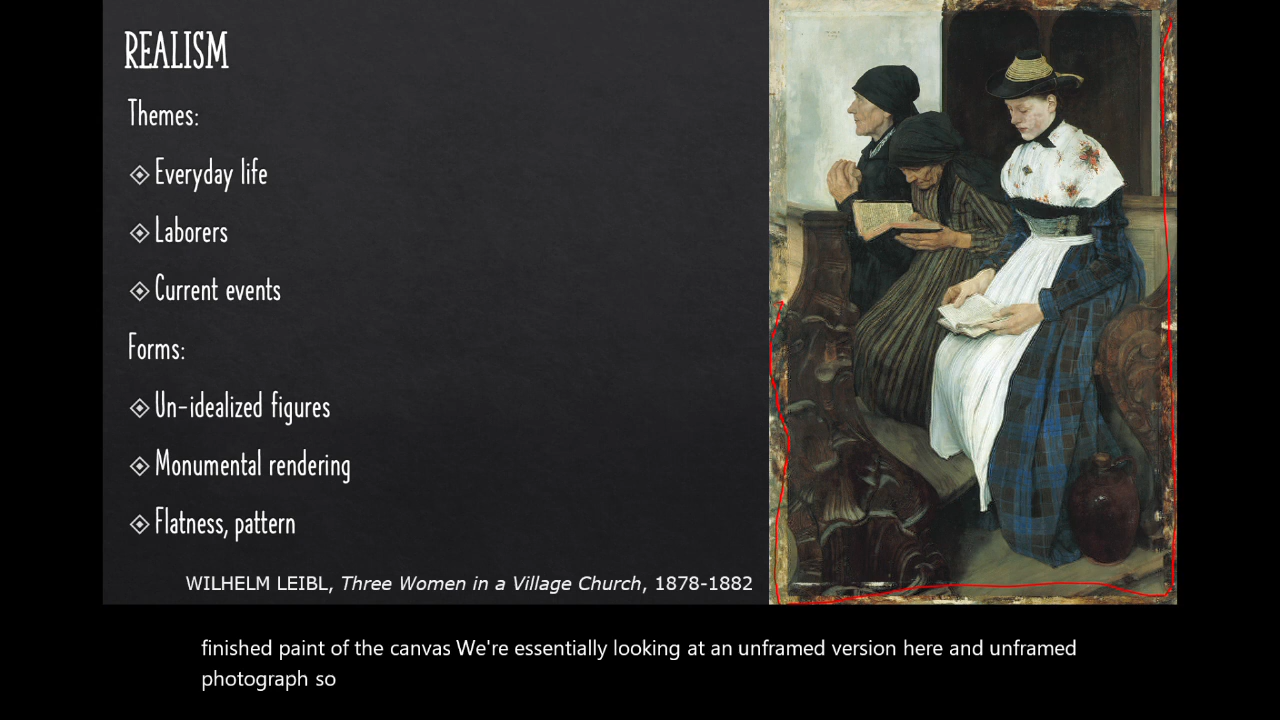 REALISM
Themes:
Everyday life
Laborers
Current events
Forms:
Un-idealized figures
Monumental rendering
Flatness, pattern
WILHELM LEIBL, Three Women in a Village Church, 1878-1882
finished paint of the canvas We're essentially looking at an unframed version here and unframed
photograph so